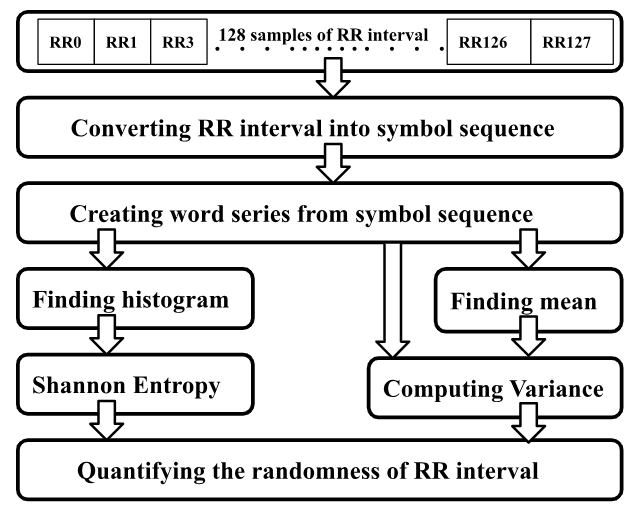 RR0 RR1 RR3 128 samples of RR interval RR126 RR127
Converting RR interval into symbol sequence
Creating word series from symbol sequence
Finding histogram
Finding mean
Shannon Entropy
Computing Variance
Quantifying the randomness of RR interval